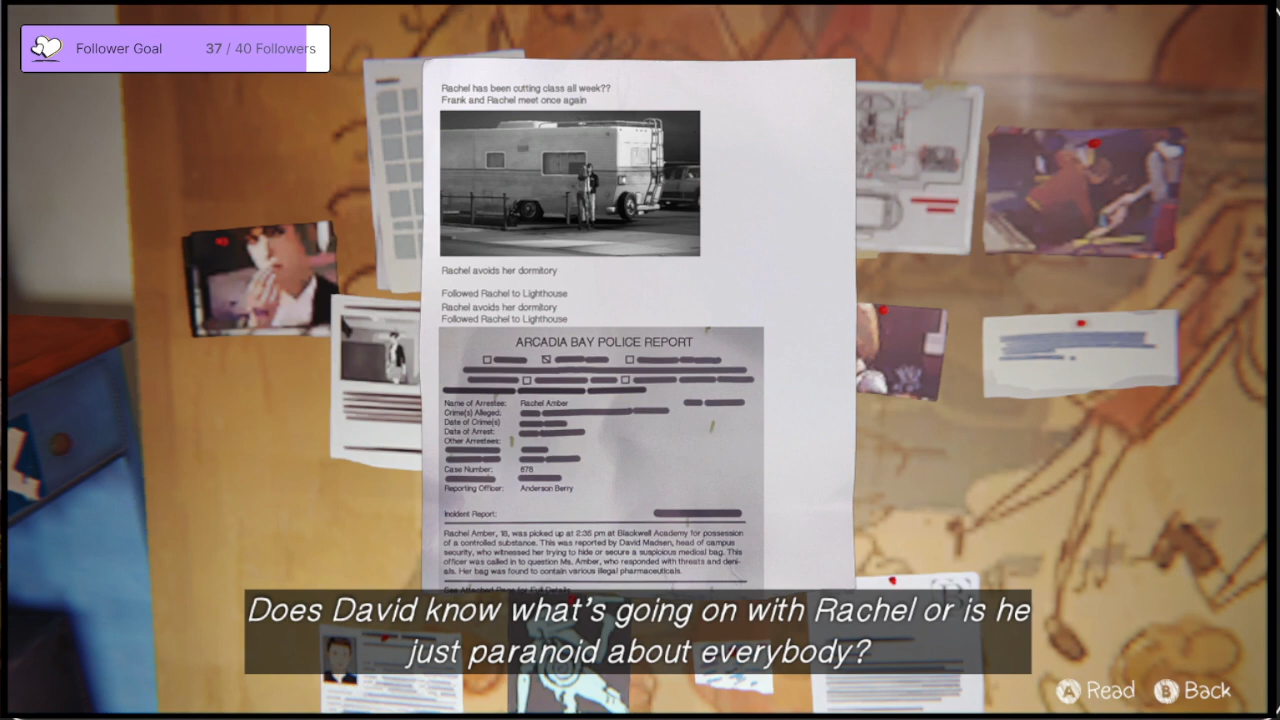 Follower Goal 37 / 40 Followers
Rachel has been cutting class all week??
Frank and Rachel meet once again
Rachel avoids her dormitory
Followed Rachel to Lighthouse
Rachel avoids her dormitory
Followed Rachel to Lighthouse
ARCADIA BAY POLICE REPORT
Name of Arrestee: Rachel Amber
Crime(s) Alleged:
Date of Crime(s)
Date of Arrest:
Other Arrestees:
Case Number: 678
Reporting Officer: Anderson Berry
Incident Report:
Rachel Amber, 18, was picked up at 2:35 pm at Blackwell Academy for possession
of a controlled substance. This was reported by David Madsen, head of campus
security, who witnessed her trying to hide or secure a suspicious medical bag. This
officer was called in to question Ms. Amber, who responded with threats and deni-
als. Her bag was found to contain various illegal pharmaceuticals.
See Attached Page for Full Details
Does David know what's going on with Rachel or is he
just paranoid about everybody?
A Read B Back